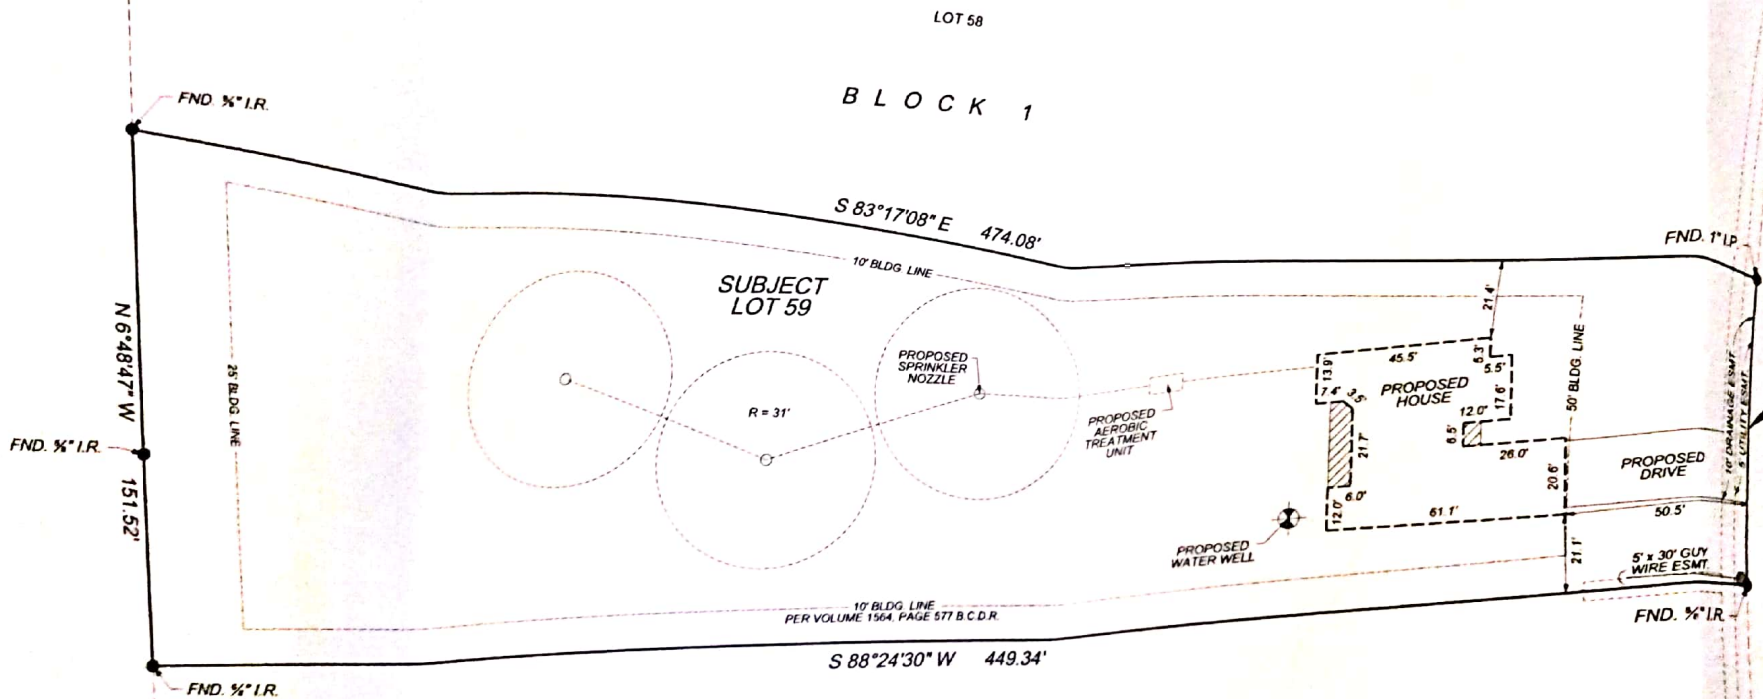 LOT 58
BLOCK 1
FND. ⅝" I.R.
S 83°17'08" E 474.08'
FND. 1" I.P.
10' BLDG. LINE
SUBJECT
LOT 59
N 6°48'47" W
151.52'
25' BLDG. LINE
FND. ⅝" I.R.
R = 31'
PROPOSED
SPRINKLER
NOZZLE
PROPOSED
AEROBIC
TREATMENT
UNIT
21.4'
45.5'
5.3'
5.5'
13.9'
7.4'
3.5'
PROPOSED
HOUSE
17.6'
12.0'
6.5'
26.0'
21.7'
6.0'
12.0'
61.1'
20.6'
50' BLDG. LINE
10' DRAINAGE ESMT.
5' UTILITY ESMT.
PROPOSED
DRIVE
50.5'
21.1'
PROPOSED
WATER WELL
5' x 30' GUY
WIRE ESMT.
FND. ⅝" I.R.
10' BLDG. LINE
PER VOLUME 1564, PAGE 577 B.C.D.R.
S 88°24'30" W 449.34'
FND. ⅝" I.R.